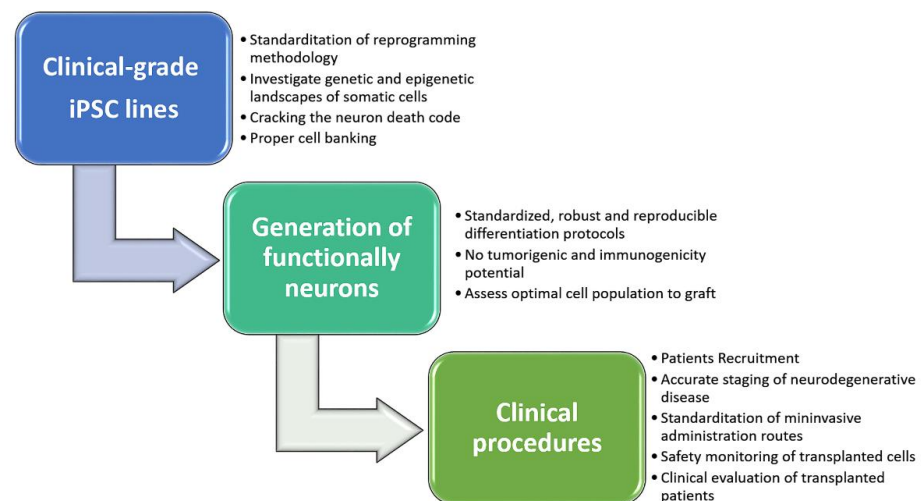 Clinical-grade
iPSC lines
• Standarditation of reprogramming
methodology
• Investigate genetic and epigenetic
landscapes of somatic cells
• Cracking the neuron death code
• Proper cell banking
Generation of
functionally
neurons
• Standardized, robust and reproducible
differentiation protocols
• No tumorigenic and immunogenicity
potential
• Assess optimal cell population to graft
Clinical
procedures
• Patients Recruitment
• Accurate staging of neurodegenerative
disease
• Standarditation of mininvasive
administration routes
• Safety monitoring of transplanted cells
• Clinical evaluation of transplanted
patients